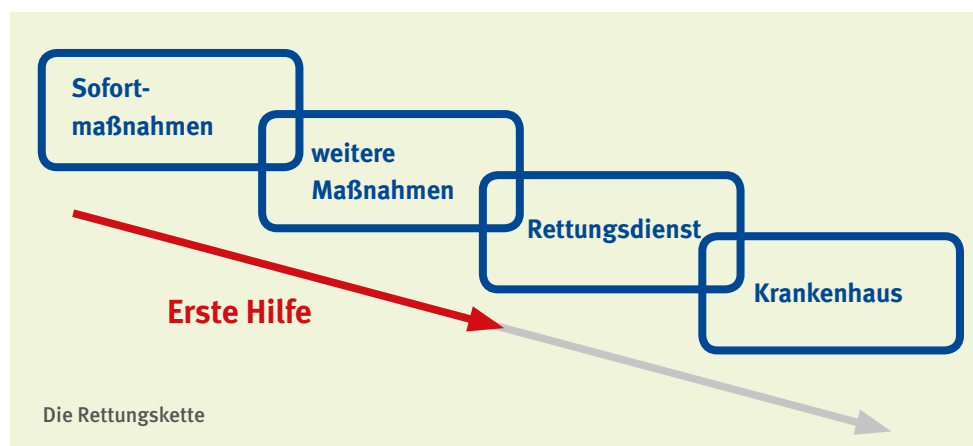 Sofort-
maßnahmen
weitere
Maßnahmen
Rettungsdienst
Krankenhaus
Erste Hilfe
Die Rettungskette